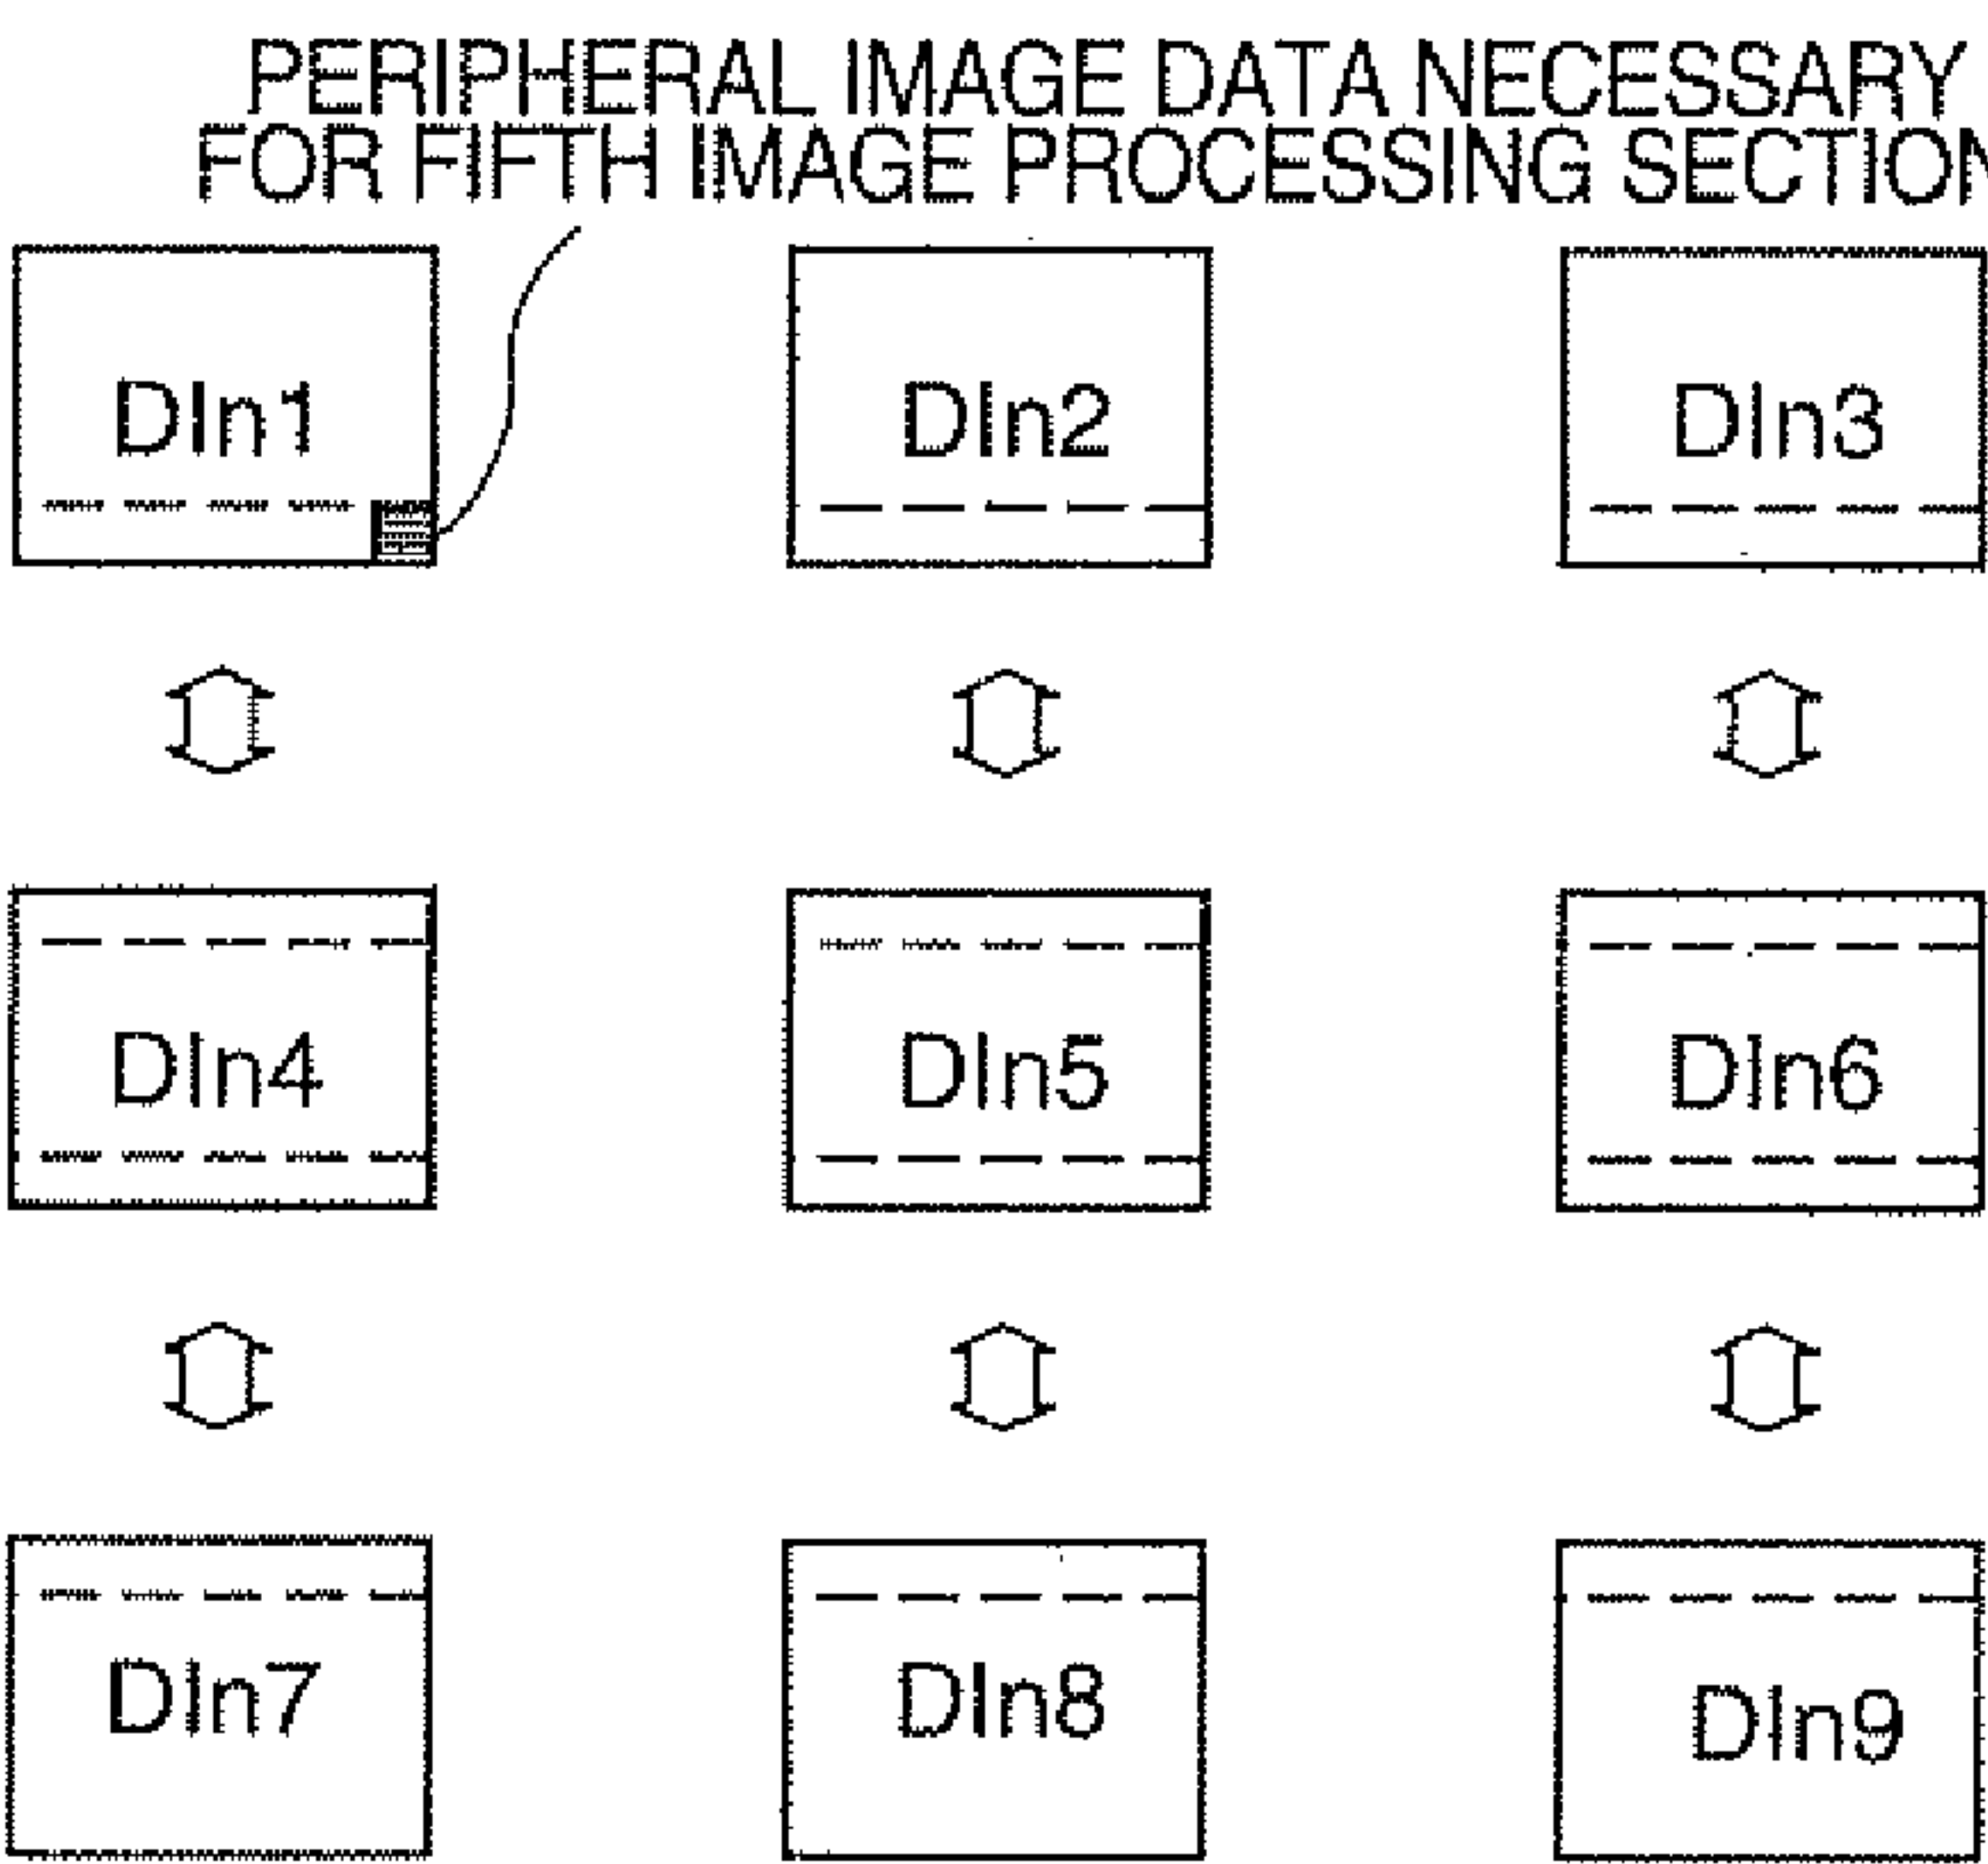 PERIPHERAL IMAGE DATA NECESSARY
FOR FIFTH IMAGE PROCESSING SECTION
DIn1
DIn2
DIn3
DIn4
DIn5
DIn6
DIn7
DIn8
DIn9